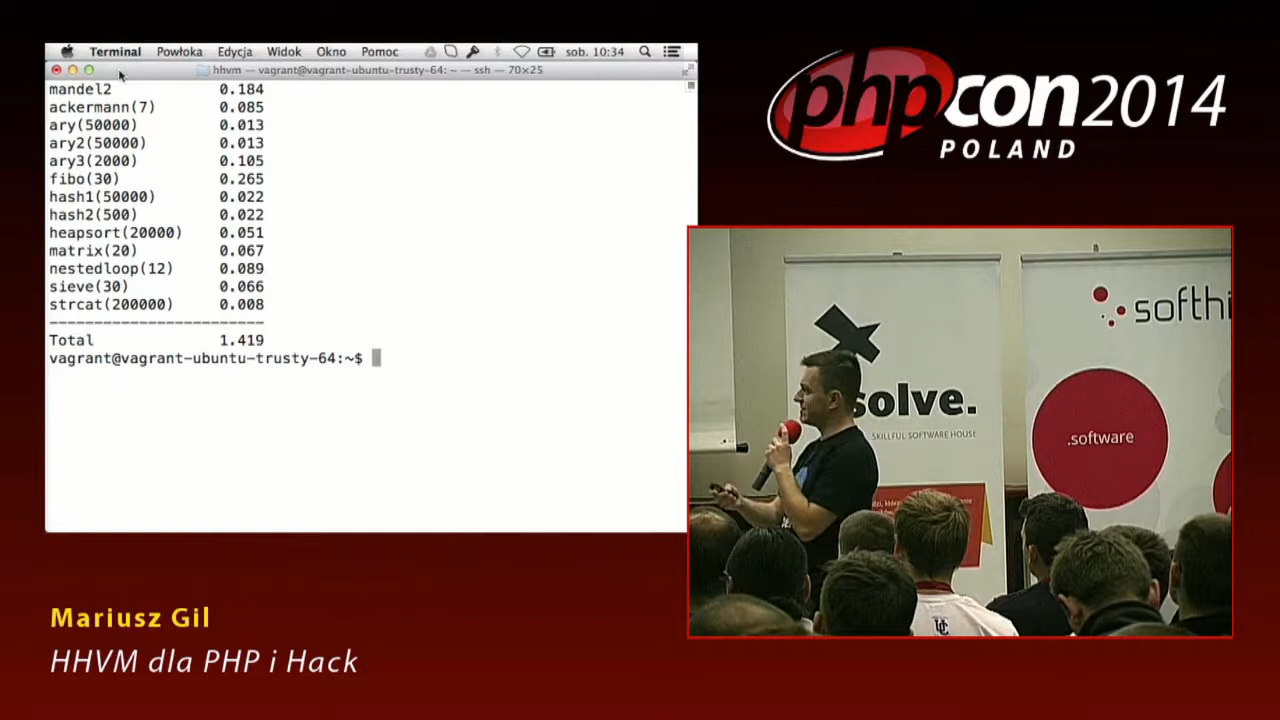 Terminal Powłoka Edycja Widok Okno Pomoc sob. 10:34
hhvm — vagrant@vagrant-ubuntu-trusty-64: ~ — ssh — 70×25
mandel2 0.184
ackermann(7) 0.085
ary(50000) 0.013
ary2(50000) 0.013
ary3(2000) 0.105
fibo(30) 0.265
hash1(50000) 0.022
hash2(500) 0.022
heapsort(20000) 0.051
matrix(20) 0.067
nestedloop(12) 0.089
sieve(30) 0.066
strcat(200000) 0.008
------------------------
Total 1.419
vagrant@vagrant-ubuntu-trusty-64:~$
phpcon2014
POLAND
solve.
SKILLFUL SOFTWARE HOUSE
softhi
.software
Mariusz Gil
HHVM dla PHP i Hack